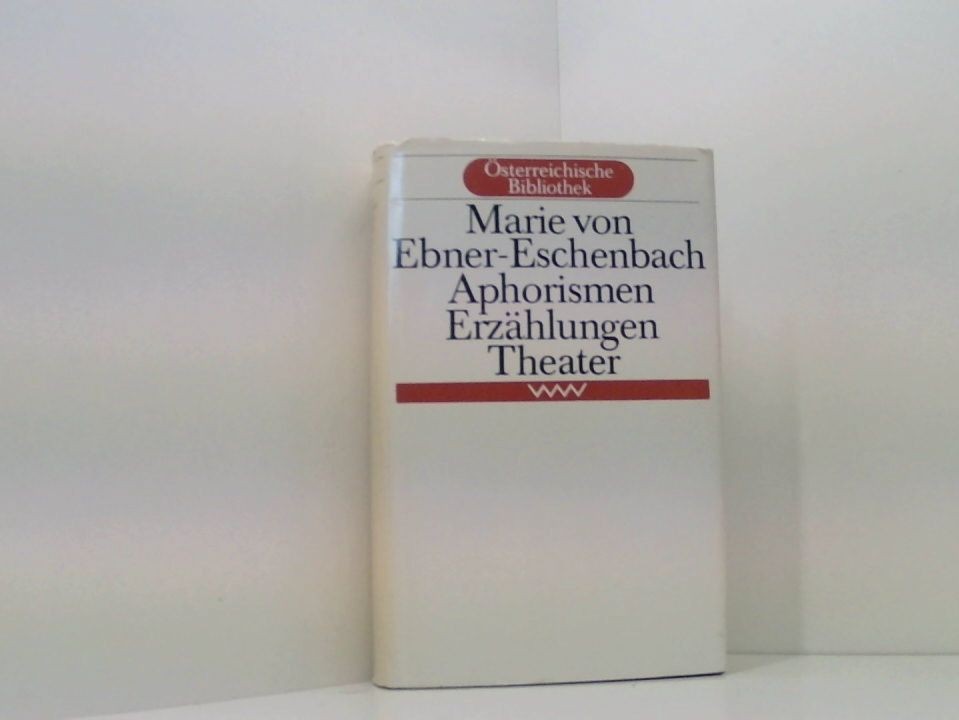 Österreichische
Bibliothek
Marie von
Ebner-Eschenbach
Aphorismen
Erzählungen
Theater